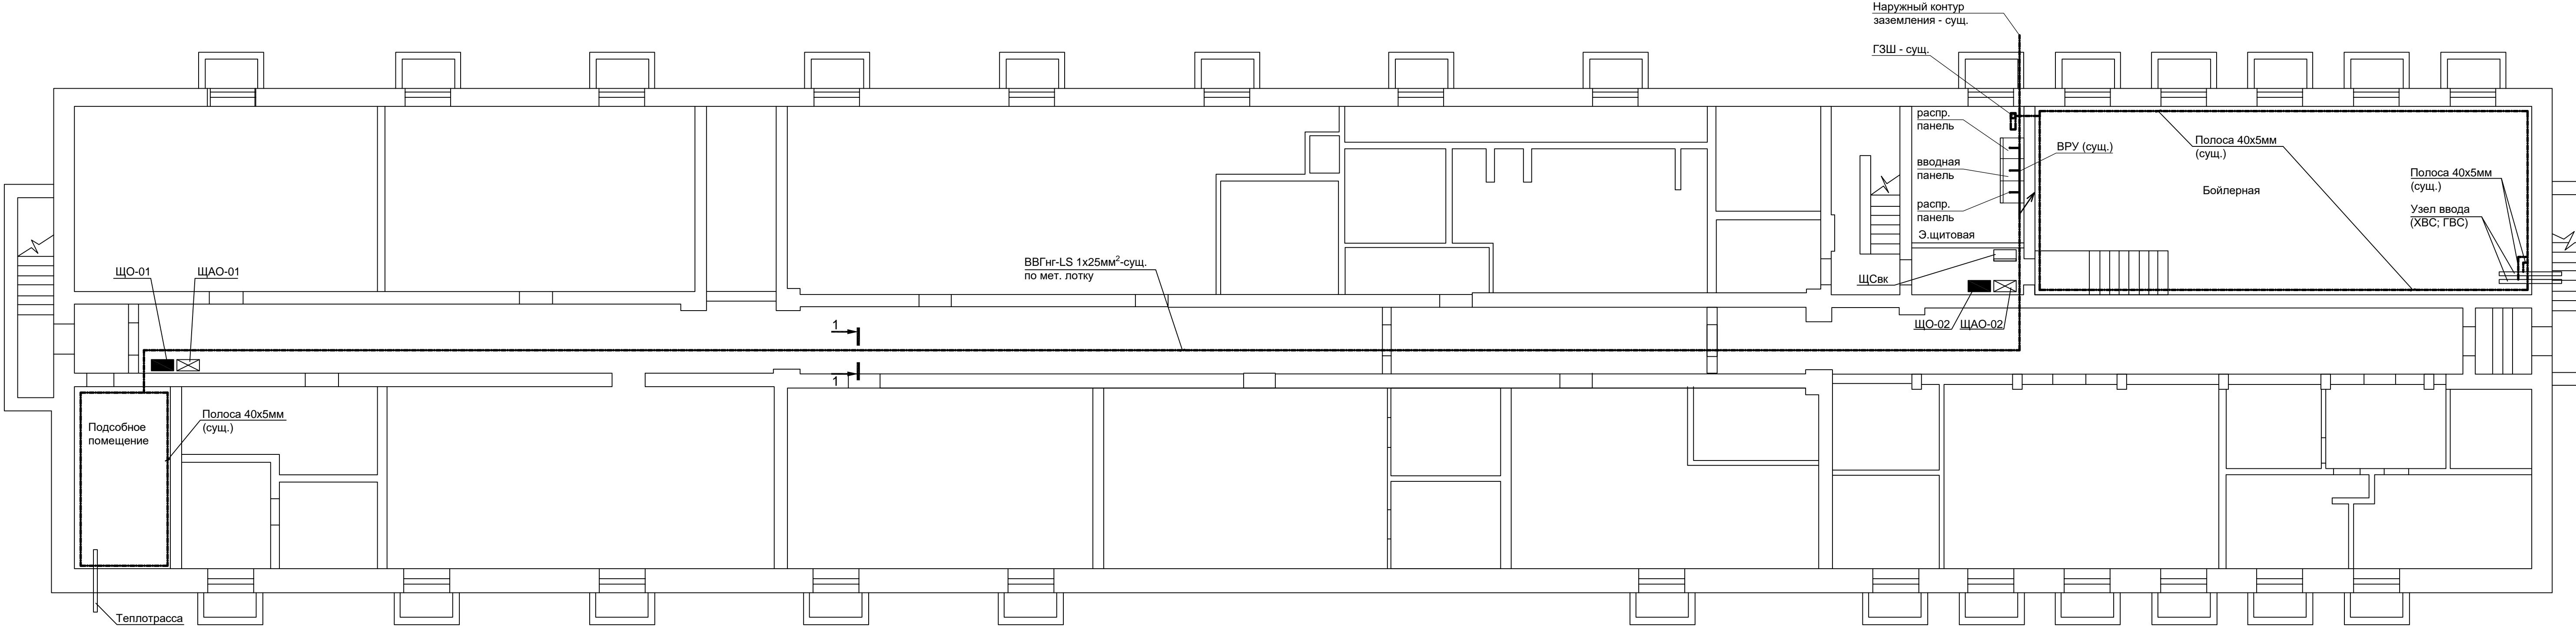 Наружный контур
заземления - сущ.
ГЗШ - сущ.
распр.
панель
вводная
панель
распр.
панель
Э.щитовая
ВРУ (сущ.)
Полоса 40х5мм
(сущ.)
Бойлерная
Полоса 40х5мм
(сущ.)
Узел ввода
(ХВС; ГВС)
ЩО-01
ЩАО-01
ВВГнг-LS 1х25мм²-сущ.
по мет. лотку
ЩСвк
ЩО-02
ЩАО-02
1
1
Полоса 40х5мм
(сущ.)
Подсобное
помещение
Теплотрасса